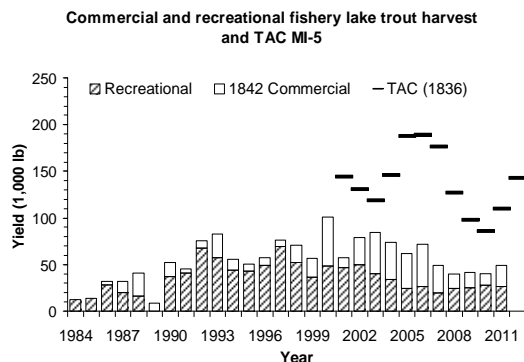 Commercial and recreational fishery lake trout harvest
and TAC MI-5
250
200
150
100
50
0
Yield (1,000 lb)
Recreational 1842 Commercial TAC (1836)
1984 1987 1990 1993 1996 1999 2002 2005 2008 2011
Year